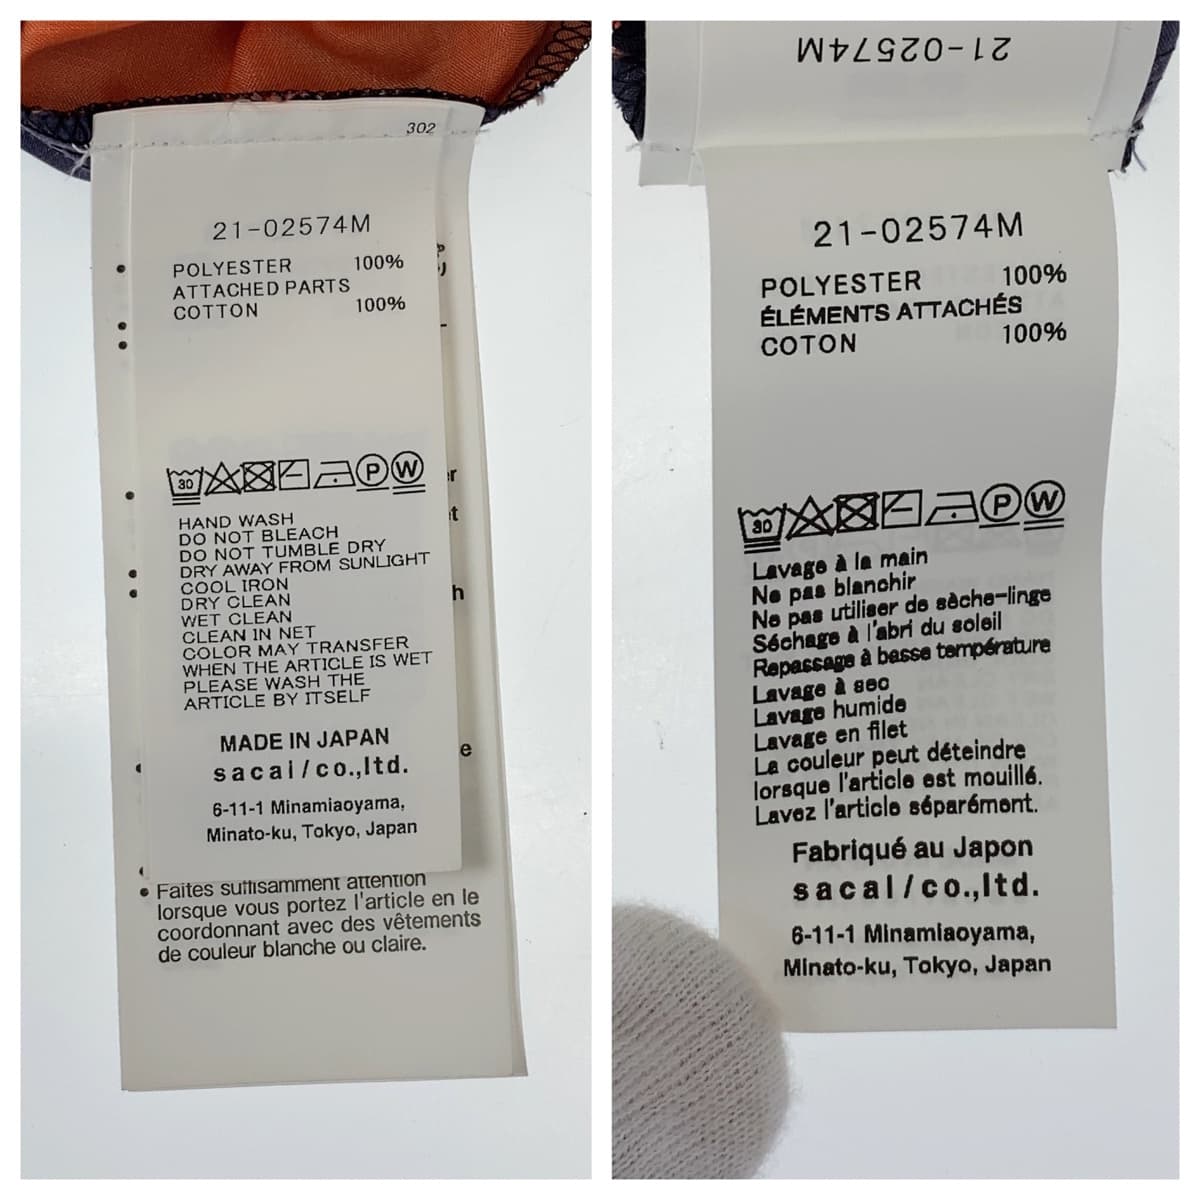 302
21-02574M
POLYESTER 100%
ATTACHED PARTS
COTTON 100%
30 P W
HAND WASH
DO NOT BLEACH
DO NOT TUMBLE DRY
DRY AWAY FROM SUNLIGHT
COOL IRON
DRY CLEAN
WET CLEAN
CLEAN IN NET
COLOR MAY TRANSFER
WHEN THE ARTICLE IS WET
PLEASE WASH THE
ARTICLE BY ITSELF
MADE IN JAPAN
sacai/co.,ltd.
6-11-1 Minamiaoyama,
Minato-ku, Tokyo, Japan
• Faites suffisamment attention
lorsque vous portez l'article en le
coordonnant avec des vêtements
de couleur blanche ou claire.
21-02574M
21-02574M
POLYESTER 100%
ÉLÉMENTS ATTACHÉS
COTON 100%
30 P W
Lavage à la main
Ne pas blanchir
Ne pas utiliser de sèche-linge
Séchage à l'abri du soleil
Repassage à basse température
Lavage à sec
Lavage humide
Lavage en filet
La couleur peut déteindre
lorsque l'article est mouillé.
Lavez l'article séparément.
Fabriqué au Japon
sacai/co.,ltd.
6-11-1 Minamiaoyama,
Minato-ku, Tokyo, Japan